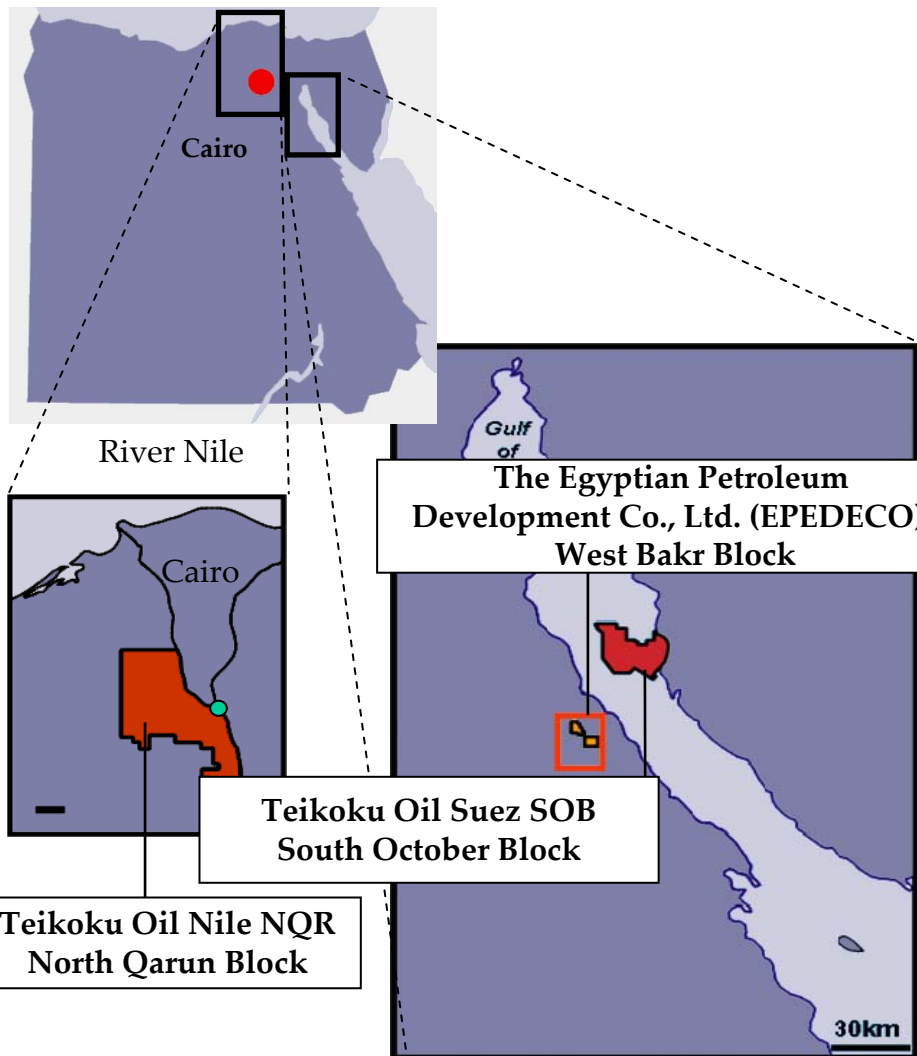 Cairo
River Nile
Gulf
of
The Egyptian Petroleum
Development Co., Ltd. (EPEDECO)
West Bakr Block
Cairo
Teikoku Oil Suez SOB
South October Block
Teikoku Oil Nile NQR
North Qarun Block
30km